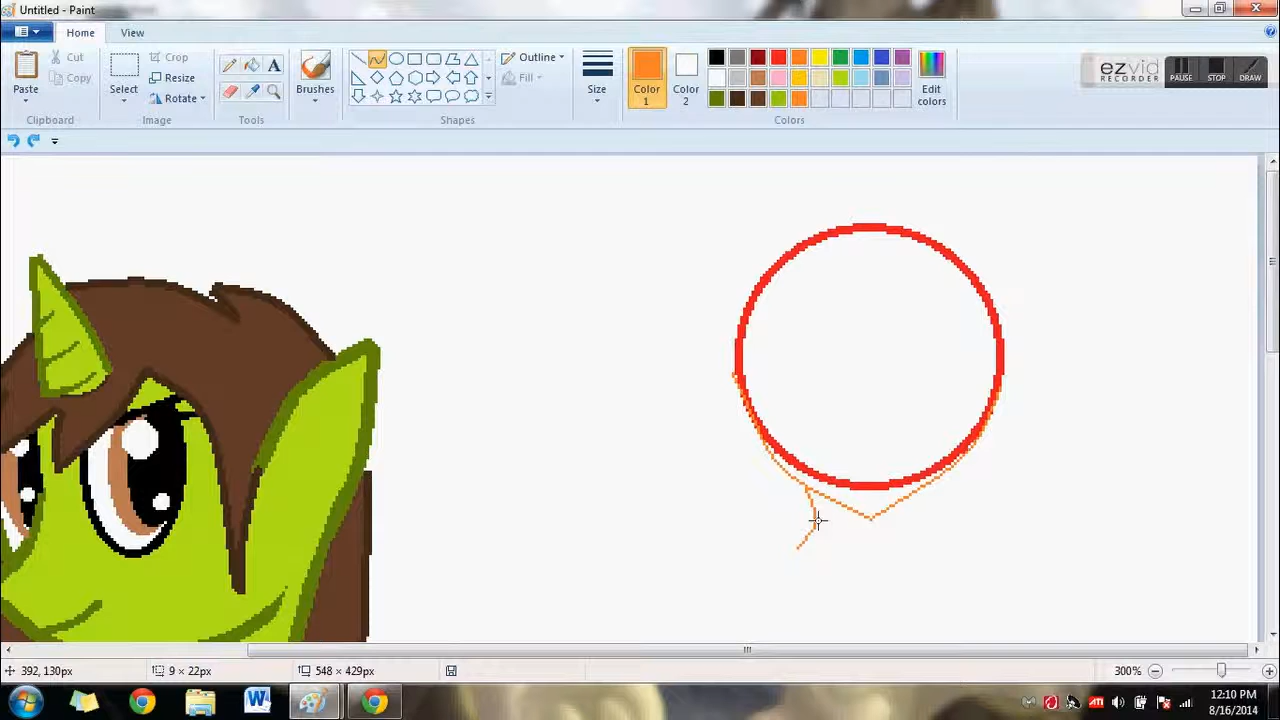 Untitled - Paint
Home View
Paste
Cut
Copy
Clipboard
Select
Crop
Resize
Rotate
Image
A
Tools
Brushes
Outline
Fill
Shapes
Size
Color 1
Color 2
Edit colors
Colors
ezvid
RECORDER
PAUSE STOP DRAW
392, 130px
9 × 22px
548 × 429px
300%
W
12:10 PM
8/16/2014